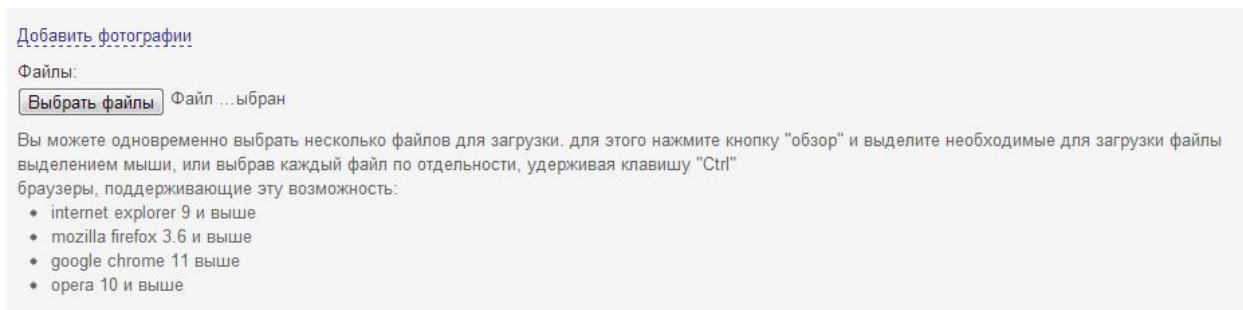 Добавить фотографии
Файлы:
Выбрать файлы Файл ...ыбран
Вы можете одновременно выбрать несколько файлов для загрузки. для этого нажмите кнопку "обзор" и выделите необходимые для загрузки файлы
выделением мыши, или выбрав каждый файл по отдельности, удерживая клавишу "Ctrl"
браузеры, поддерживающие эту возможность:
• internet explorer 9 и выше
• mozilla firefox 3.6 и выше
• google chrome 11 выше
• opera 10 и выше